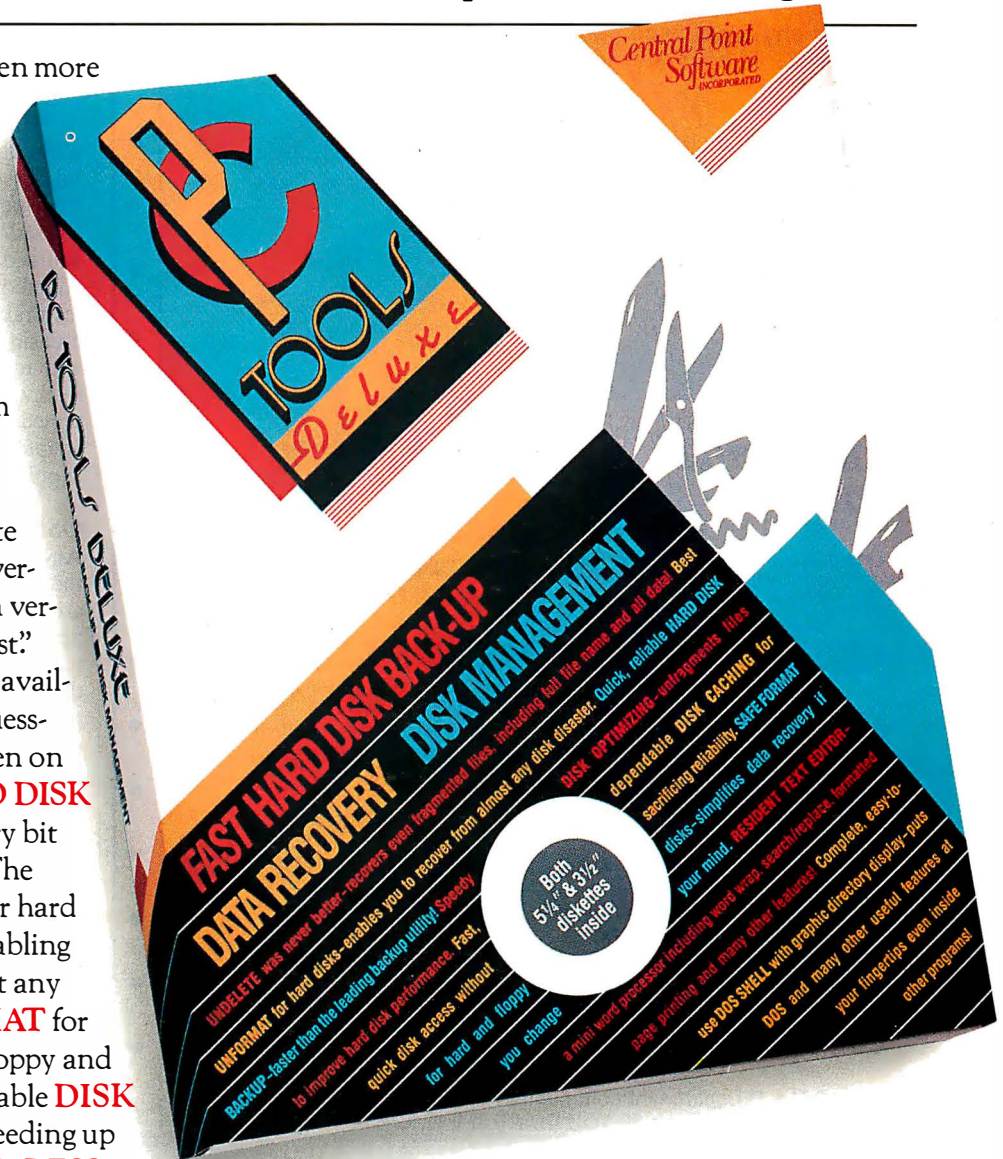 en more
ver-
ver-
st."
avail-
ness-
en on
DISK
ry bit
The
r hard
abling
t any
MAT for
oppy and
able DISK
eeding up
Central Point
Software
INCORPORATED
PC
TOOLS
Deluxe
PC TOOLS DELUXE
HARD DISK BACK-UP ■ DISK MANAGEMENT
FAST HARD DISK BACK-UP
DATA RECOVERY DISK MANAGEMENT
UNDELETE was never better–recovers even fragmented files, including full file name and all data! Best
UNFORMAT for hard disks–enables you to recover from almost any disk disaster. Quick, reliable HARD DISK
BACKUP–faster than the leading backup utility! Speedy DISK OPTIMIZING–unfragments files
to improve hard disk performance. Fast, dependable DISK CACHING for
quick disk access without sacrificing reliability. SAFE FORMAT
for hard and floppy disks–simplifies data recovery if
you change your mind. RESIDENT TEXT EDITOR–
a mini word processor including word wrap, search/replace, formatted
page printing and many other features! Complete, easy-to-
use DOS SHELL with graphic directory display–puts
DOS and many other useful features at
your fingertips even inside
other programs!
Both
5¼" & 3½"
diskettes
inside